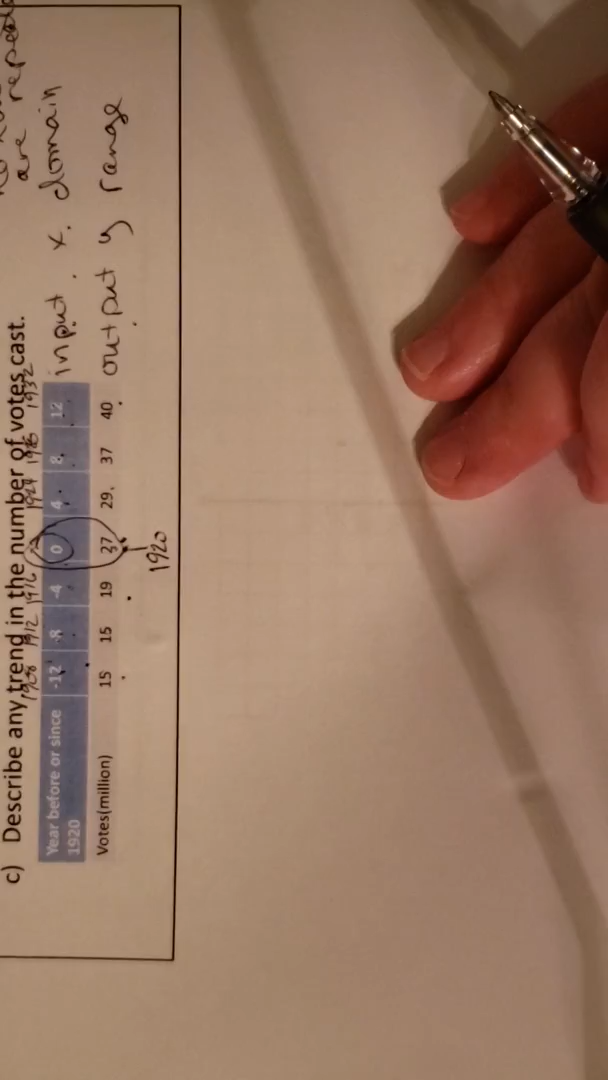 are repeated
c) Describe any trend in the number of votes cast.
1908 1912 1916 1924 1928 1932
Year before or since 1920 -12 -8 -4 0 4 8 12 input. x. domain
Votes(million) 15 15 19 27 29 37 40 output y range
1920